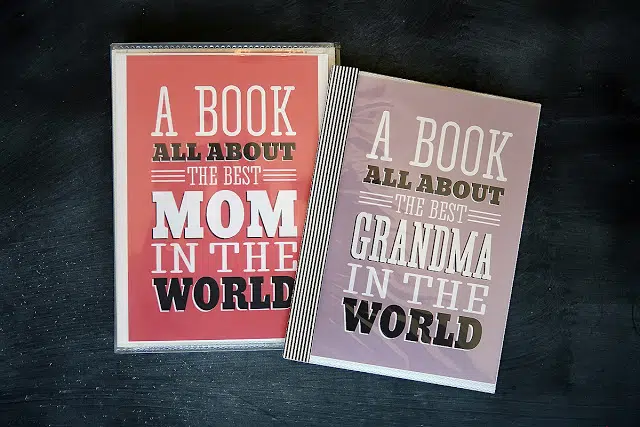 A BOOK
ALL ABOUT
THE BEST
MOM
IN THE
WORLD
A BOOK
ALL ABOUT
THE BEST
GRANDMA
IN THE
WORLD